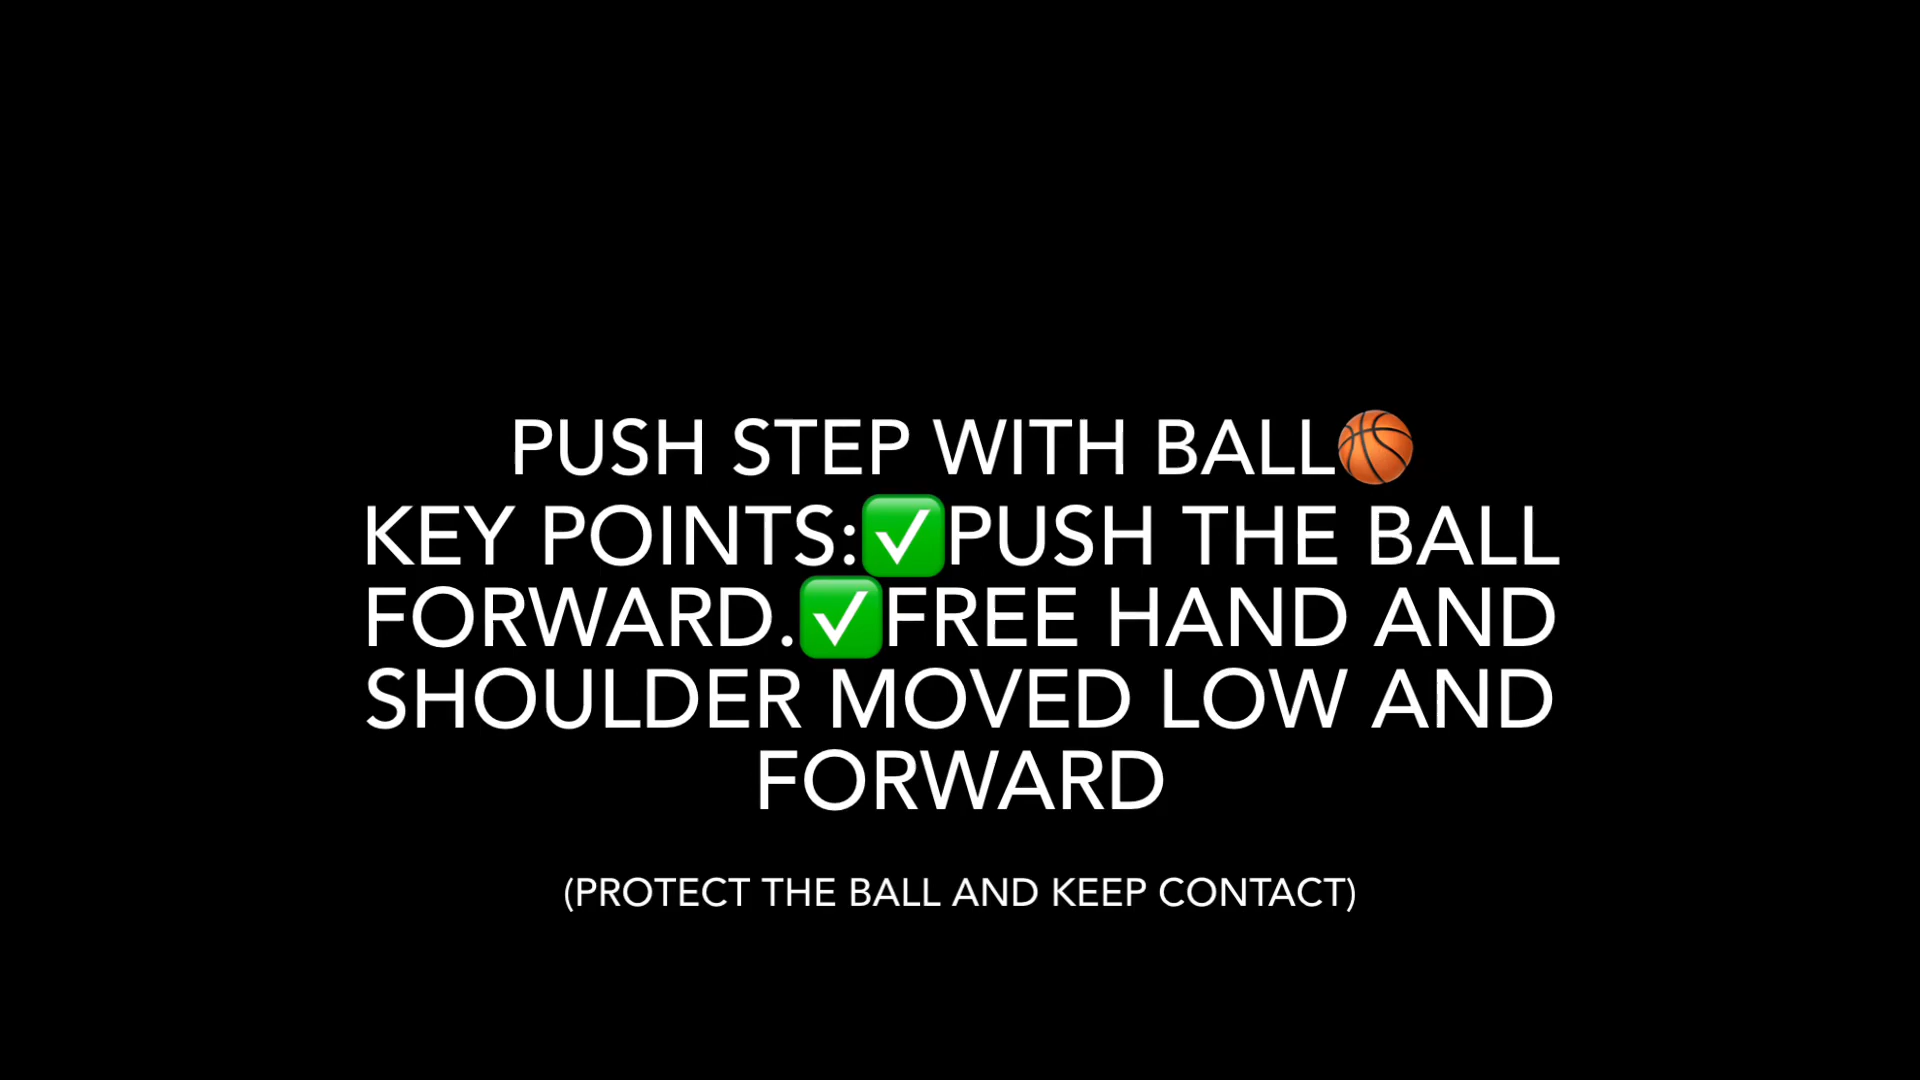 PUSH STEP WITH BALL🏀
KEY POINTS:✅PUSH THE BALL
FORWARD.✅FREE HAND AND
SHOULDER MOVED LOW AND
FORWARD
(PROTECT THE BALL AND KEEP CONTACT)